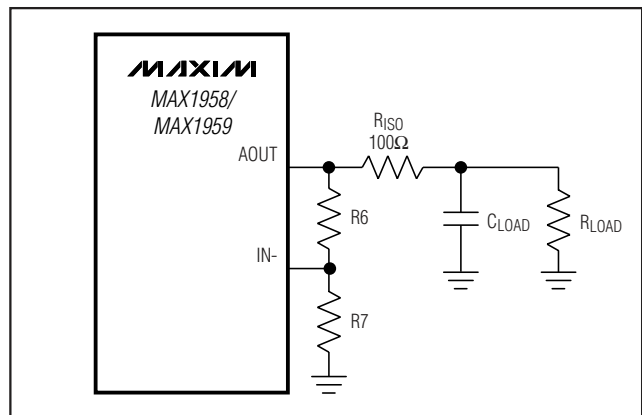 MAXIM
MAX1958/
MAX1959
AOUT
IN-
RISO
100Ω
R6
R7
CLOAD
RLOAD